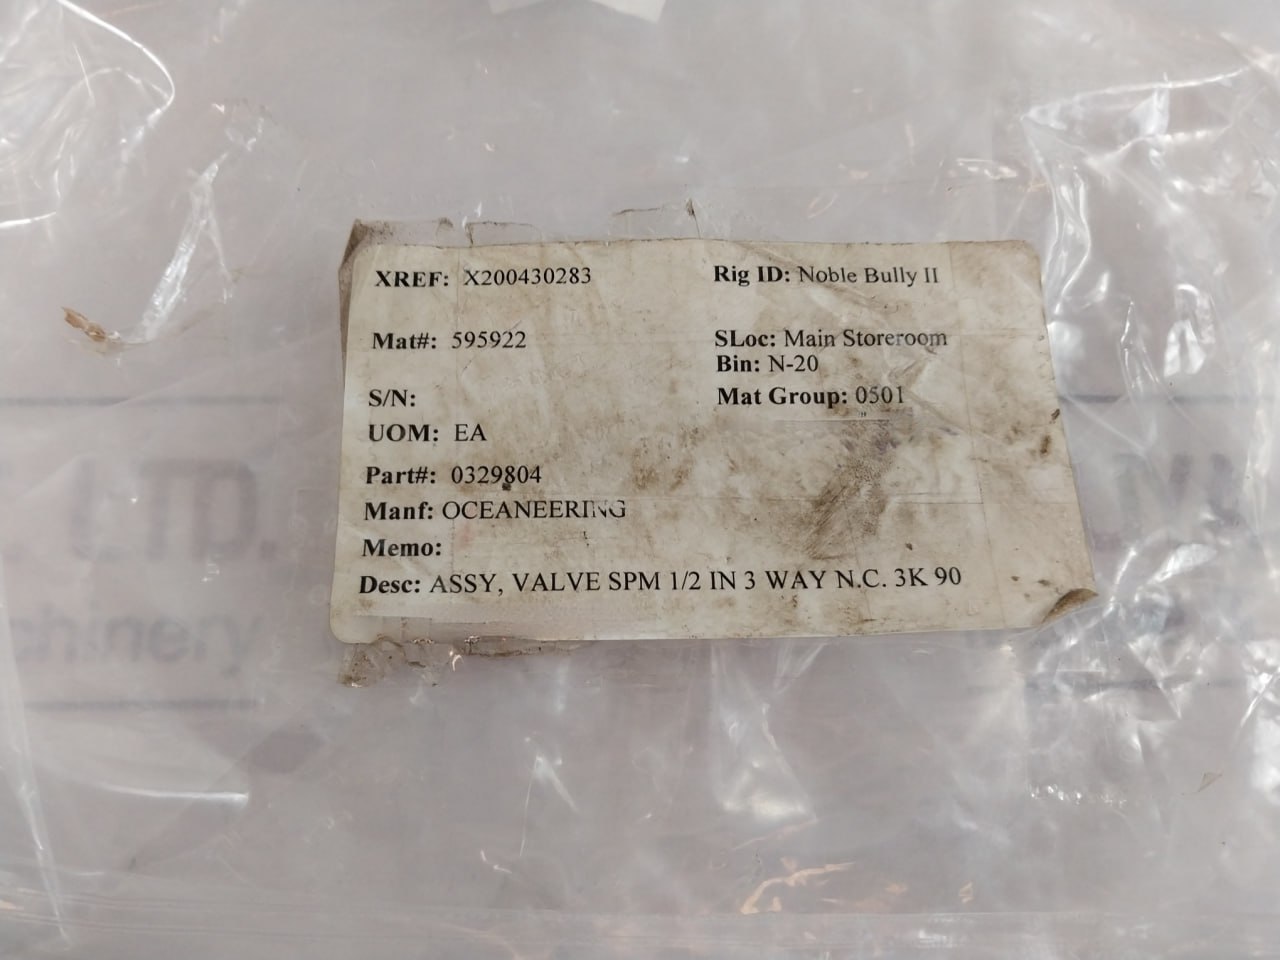 XREF: X200430283 Rig ID: Noble Bully II
Mat#: 595922 SLoc: Main Storeroom
Bin: N-20
S/N: Mat Group: 0501
UOM: EA
Part#: 0329804
Manf: OCEANEERING
Memo:
Desc: ASSY, VALVE SPM 1/2 IN 3 WAY N.C. 3K 90
LTD.